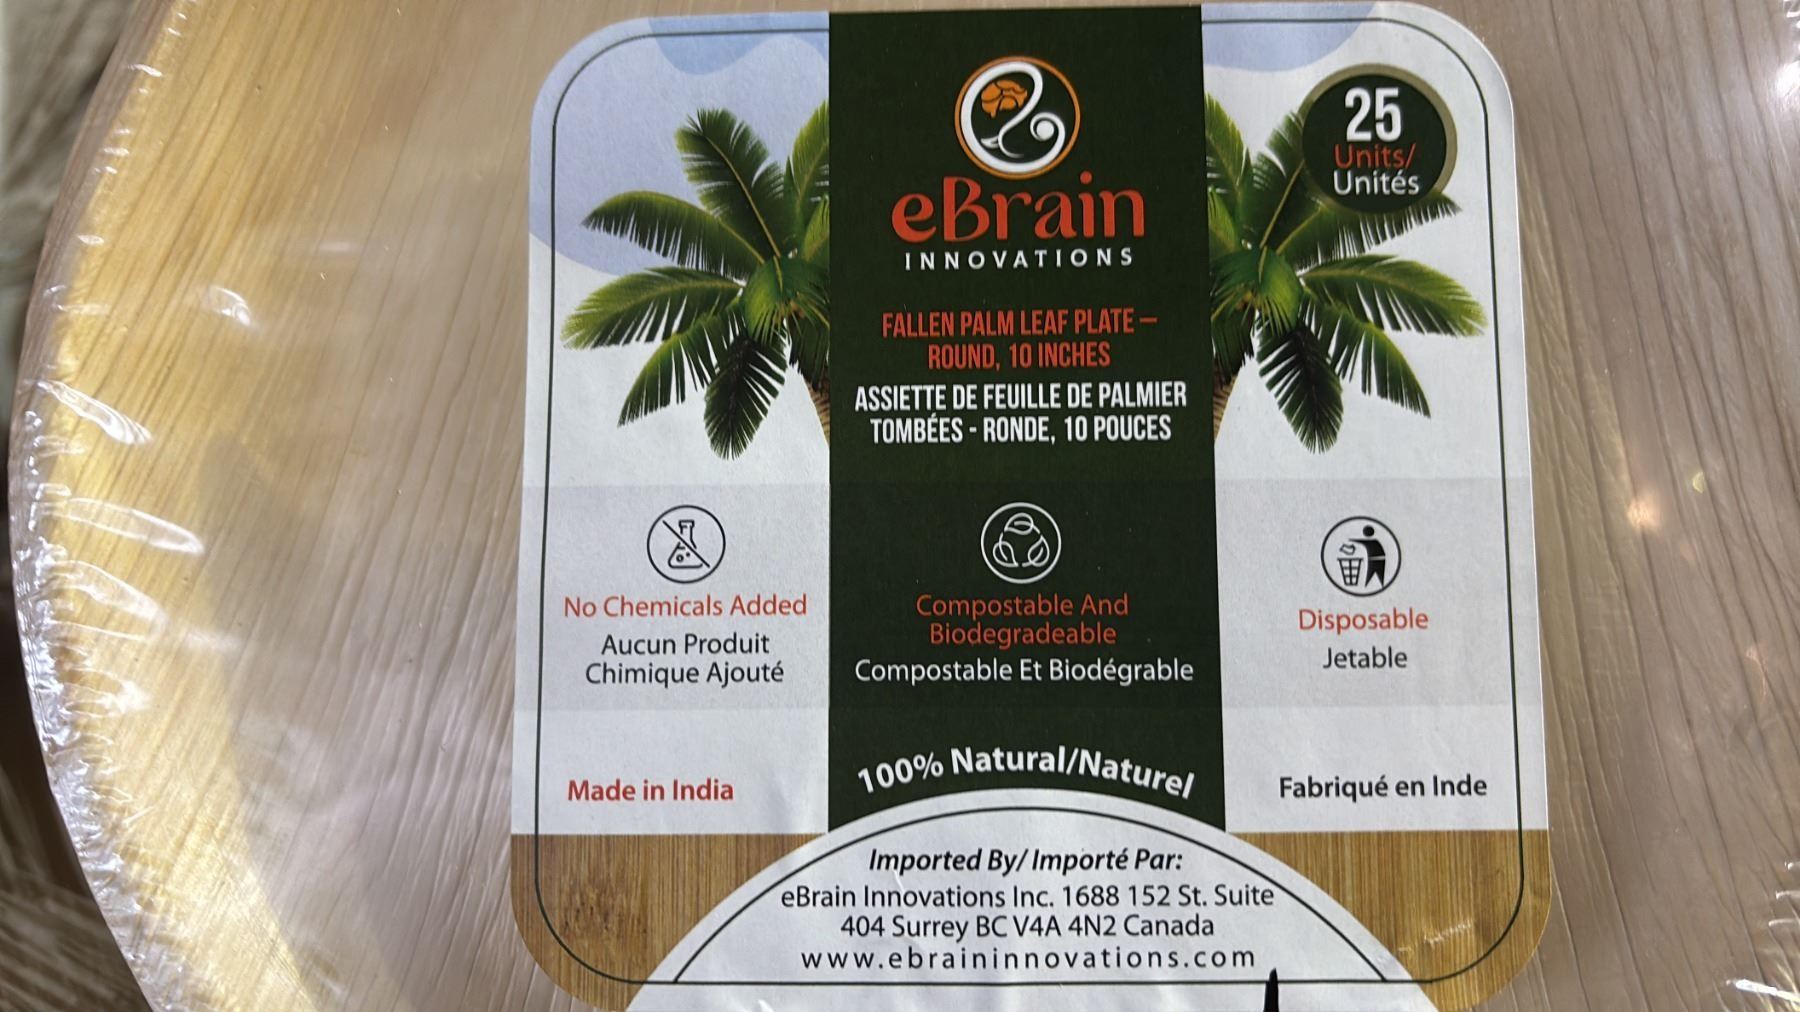 25
Units/
Unités
eBrain
INNOVATIONS
FALLEN PALM LEAF PLATE –
ROUND, 10 INCHES
ASSIETTE DE FEUILLE DE PALMIER
TOMBÉES - RONDE, 10 POUCES
No Chemicals Added
Aucun Produit
Chimique Ajouté
Compostable And
Biodegradeable
Compostable Et Biodégrable
Disposable
Jetable
Made in India
100% Natural/Naturel
Fabriqué en Inde
Imported By/ Importé Par:
eBrain Innovations Inc. 1688 152 St. Suite
404 Surrey BC V4A 4N2 Canada
www.ebraininnovations.com